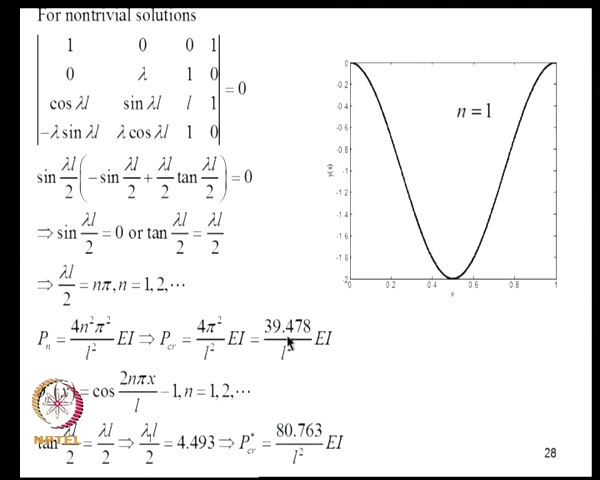 For nontrivial solutions
| 1 0 0 1 |
| 0 λ 1 0 |
| cos λl sin λl l 1 | = 0
| −λ sin λl λ cos λl 1 0 |
sin λl/2 ( −sin λl/2 + λl/2 tan λl/2 ) = 0
⇒ sin λl/2 = 0 or tan λl/2 = λl/2
⇒ λl/2 = nπ, n = 1, 2, ⋯
P_n = 4n²π²/l² EI ⇒ P_cr = 4π²/l² EI = 39.478/l² EI
(x) = cos 2nπx/l − 1, n = 1, 2, ⋯
tan λl/2 = λl/2 ⇒ λ₁l/2 = 4.493 ⇒ P*_cr = 80.763/l² EI
n = 1
y(x)
0
-0.2
-0.4
-0.6
-0.8
-1
-1.2
-1.4
-1.6
-1.8
-2
0 0.2 0.4 0.6 0.8 1
x
NPTEL
28